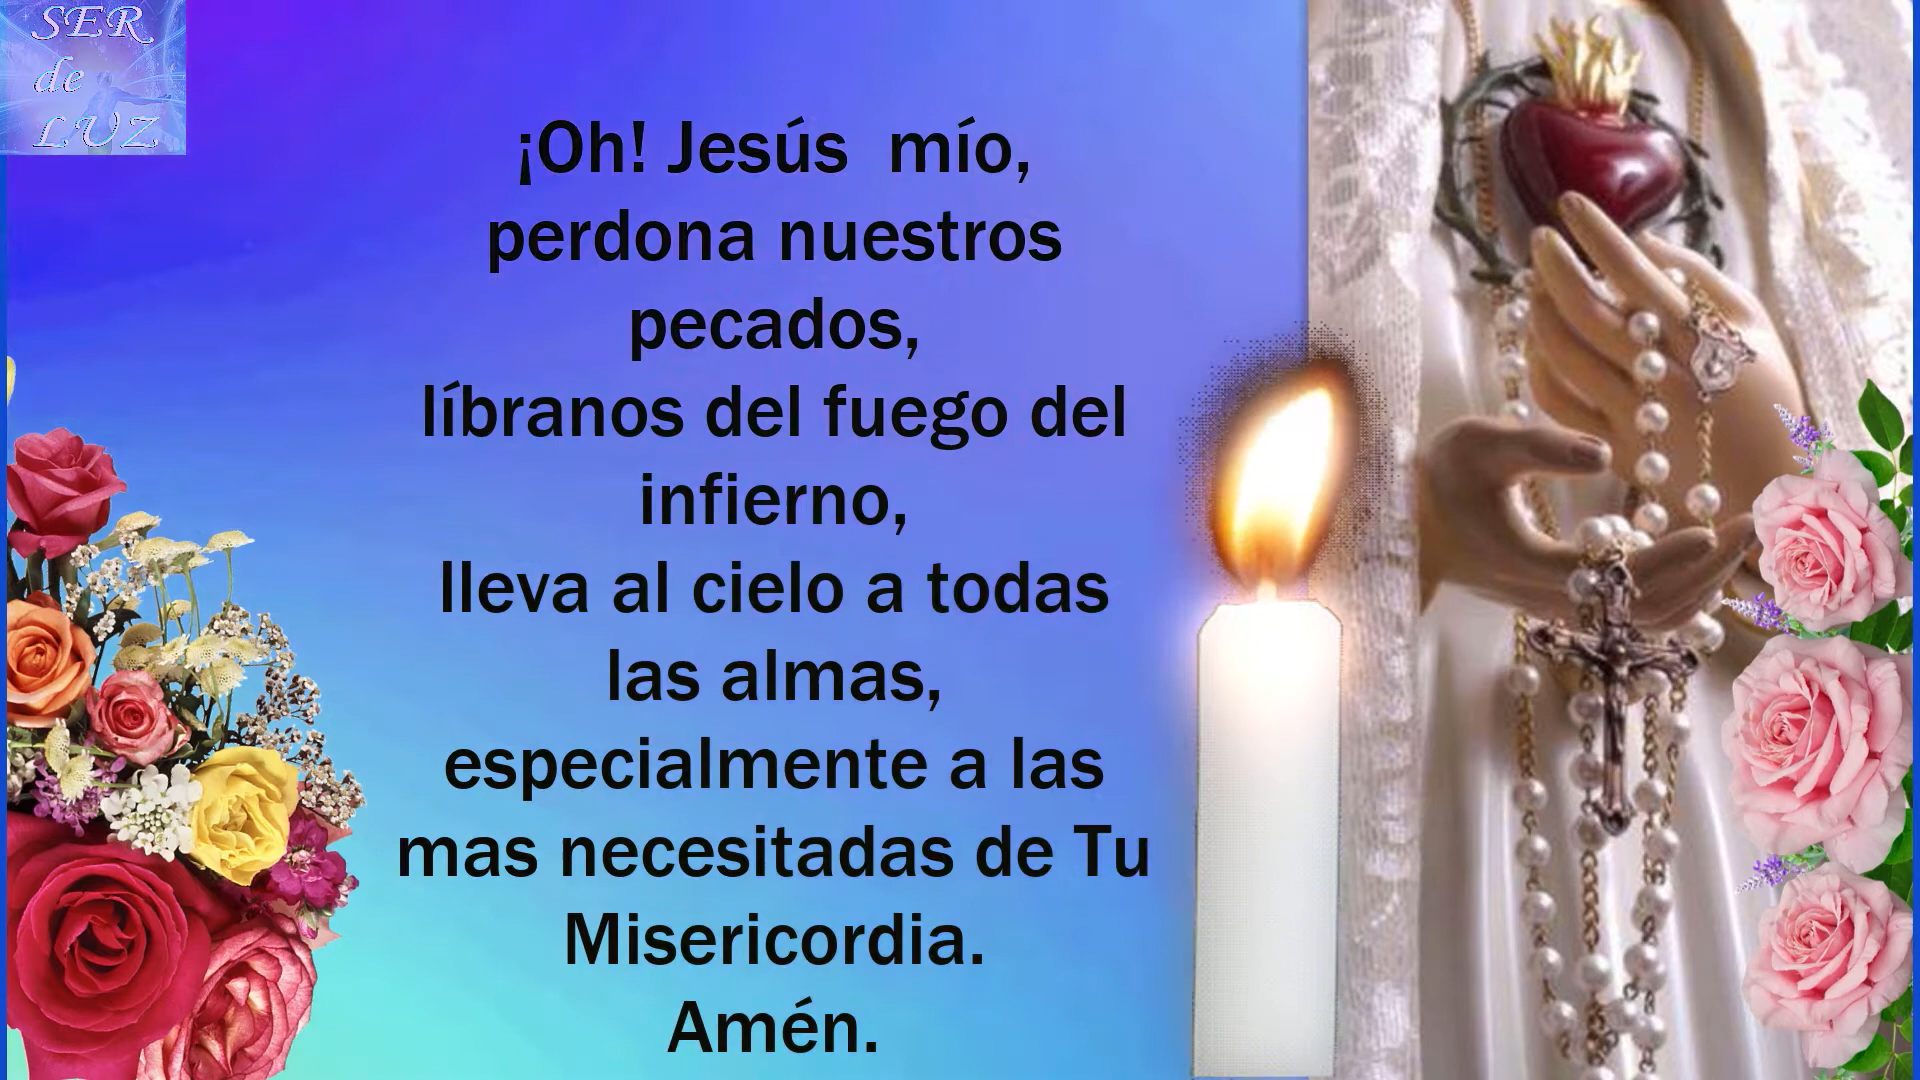 SER
de
LUZ
¡Oh! Jesús mío,
perdona nuestros
pecados,
líbranos del fuego del
infierno,
lleva al cielo a todas
las almas,
especialmente a las
mas necesitadas de Tu
Misericordia.
Amén.